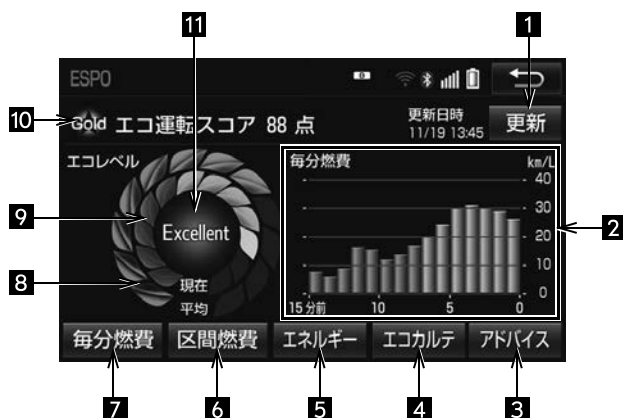 11
1
ESPO
10
Gold エコ運転スコア 88 点
更新日時
11/19 13:45
更新
エコレベル
毎分燃費
km/L
40
30
20
10
0
15分前
10
5
0
2
9
Excellent
8
現在
平均
毎分燃費
区間燃費
エネルギー
エコカルテ
アドバイス
7
6
5
4
3